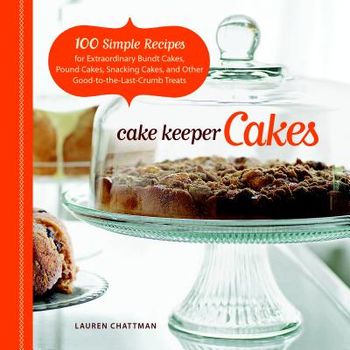 100 Simple Recipes
for Extraordinary Bundt Cakes,
Pound Cakes, Snacking Cakes, and Other
Good-to-the-Last-Crumb Treats
cake keeper Cakes
LAUREN CHATTMAN